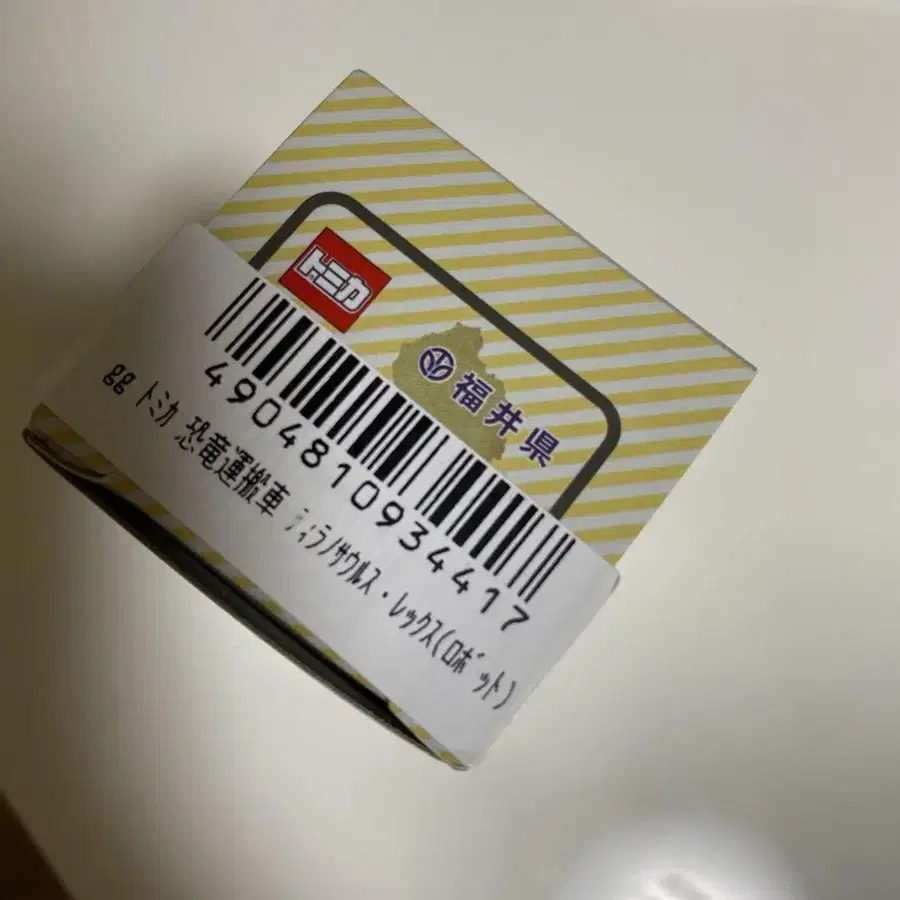 トミカ
福井県
4904810934417
gg トミカ 恐竜運搬車 ティラノサウルス・レックス(ロボット)